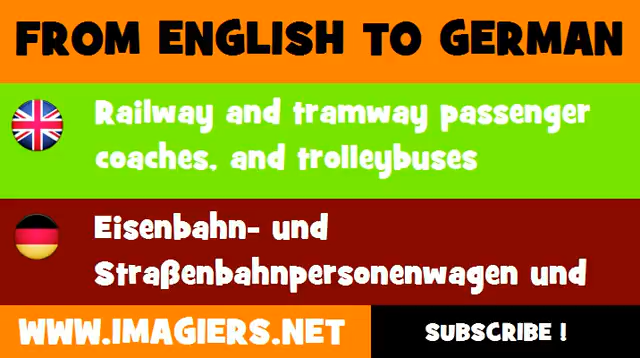 FROM ENGLISH TO GERMAN
Railway and tramway passenger
coaches, and trolleybuses
Eisenbahn- und
Straßenbahnpersonenwagen und
WWW.IMAGIERS.NET
SUBSCRIBE !